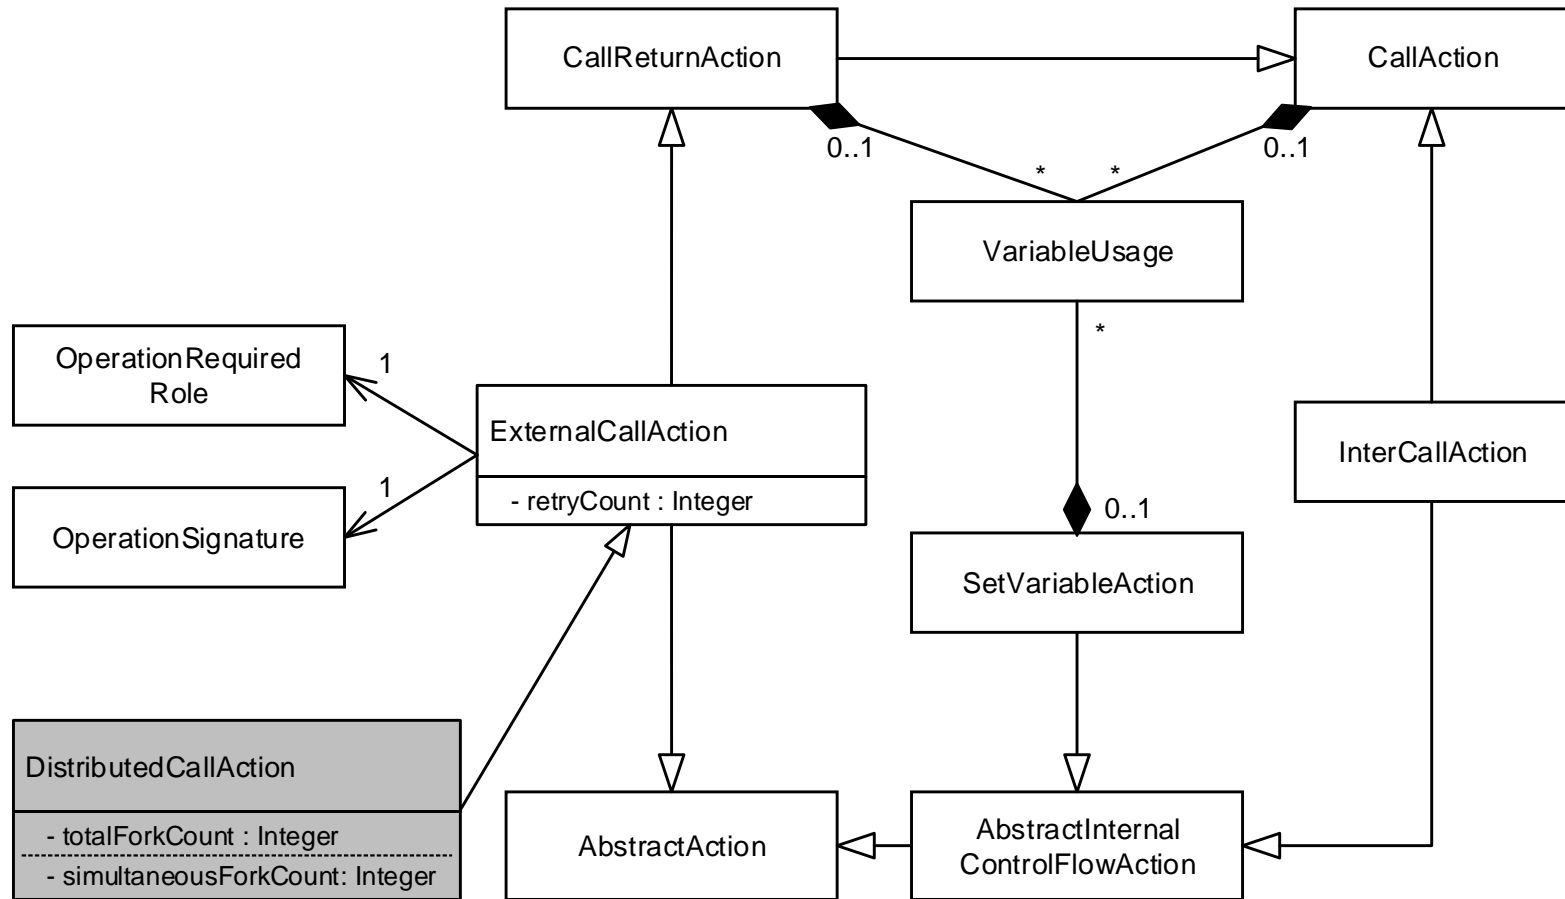 CallReturnAction
CallAction
0..1
0..1
*
*
VariableUsage
*
OperationRequired
Role
1
ExternalCallAction
- retryCount : Integer
InterCallAction
1
OperationSignature
0..1
SetVariableAction
DistributedCallAction
- totalForkCount : Integer
- simultaneousForkCount: Integer
AbstractAction
AbstractInternal
ControlFlowAction